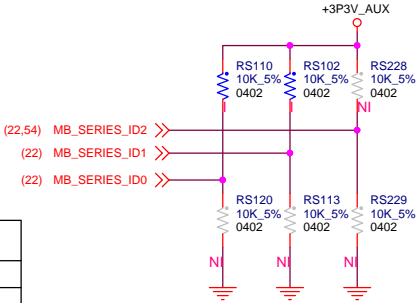 +3P3V_AUX
RS110 RS102 RS228
10K_5% 10K_5% 10K_5%
0402 0402 0402
I I NI
(22,54) MB_SERIES_ID2
(22) MB_SERIES_ID1
(22) MB_SERIES_ID0
RS120 RS113 RS229
10K_5% 10K_5% 10K_5%
0402 0402 0402
NI NI NI